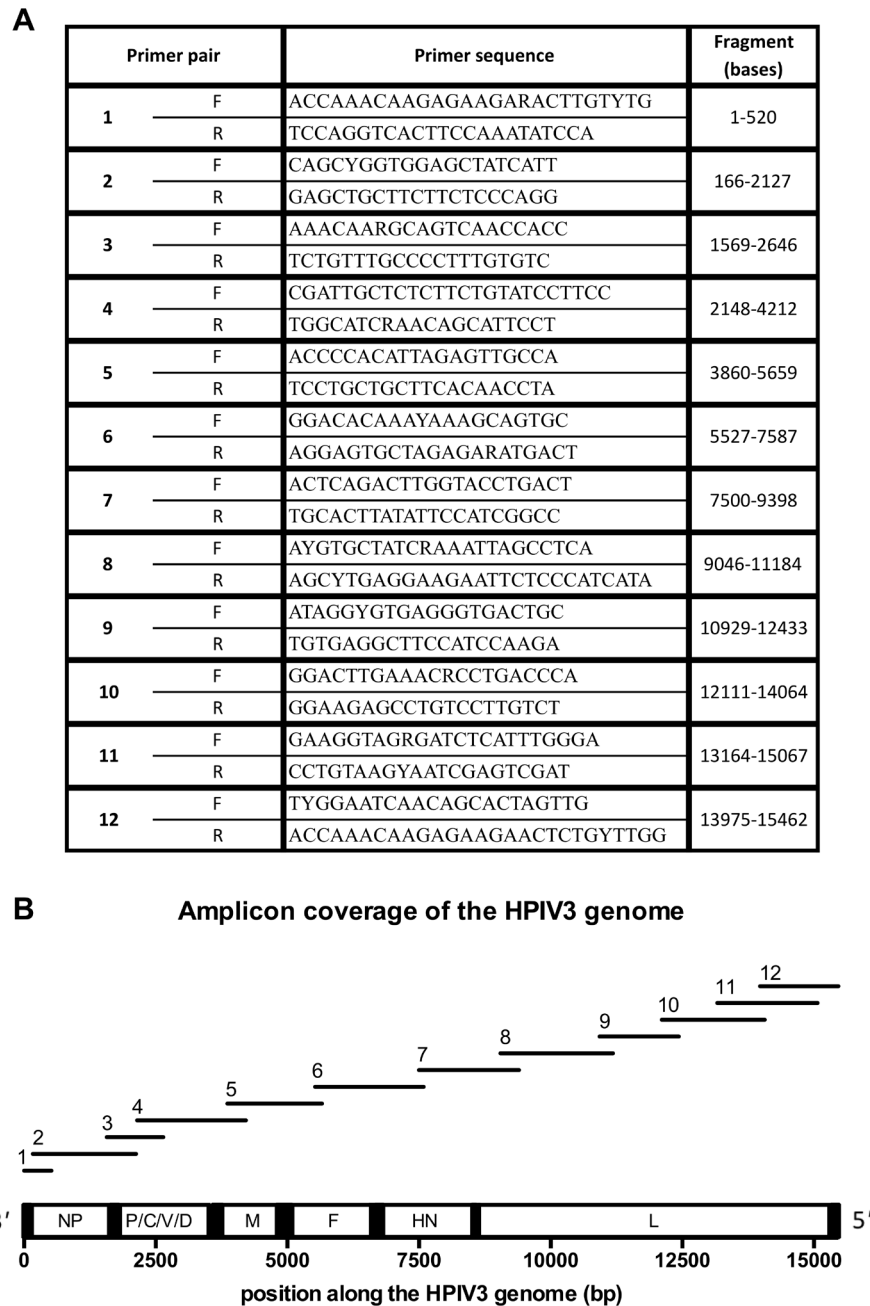 A
Primer pair Primer sequence Fragment (bases)
1 F ACCAAACAAGAGAAGARACTTGTYTG 1-520
R TCCAGGTCACTTCCAAATATCCA
2 F CAGCYGGTGGAGCTATCATT 166-2127
R GAGCTGCTTCTTCTCCCAGG
3 F AAACAARGCAGTCAACCACC 1569-2646
R TCTGTTTGCCCCTTTGTGTC
4 F CGATTGCTCTCTTCTGTATCCTTCC 2148-4212
R TGGCATCRAACAGCATTCCT
5 F ACCCCACATTAGAGTTGCCA 3860-5659
R TCCTGCTGCTTCACAACCTA
6 F GGACACAAAYAAAGCAGTGC 5527-7587
R AGGAGTGCTAGAGARATGACT
7 F ACTCAGACTTGGTACCTGACT 7500-9398
R TGCACTTATATTCCATCGGCC
8 F AYGTGCTATCRAAATTAGCCTCA 9046-11184
R AGCYTGAGGAAGAATTCTCCCATCATA
9 F ATAGGYGTGAGGGTGACTGC 10929-12433
R TGTGAGGCTTCCATCCAAGA
10 F GGACTTGAAACRCCTGACCCA 12111-14064
R GGAAGAGCCTGTCCTTGTCT
11 F GAAGGTAGRGATCTCATTTGGGA 13164-15067
R CCTGTAAGYAATCGAGTCGAT
12 F TYGGAATCAACAGCACTAGTTG 13975-15462
R ACCAAACAAGAGAAGAACTCTGYTTGG
B
Amplicon coverage of the HPIV3 genome
12
11
10
9
8
7
6
5
4
3
2
1
NP P/C/V/D M F HN L 5′
0 2500 5000 7500 10000 12500 15000
position along the HPIV3 genome (bp)